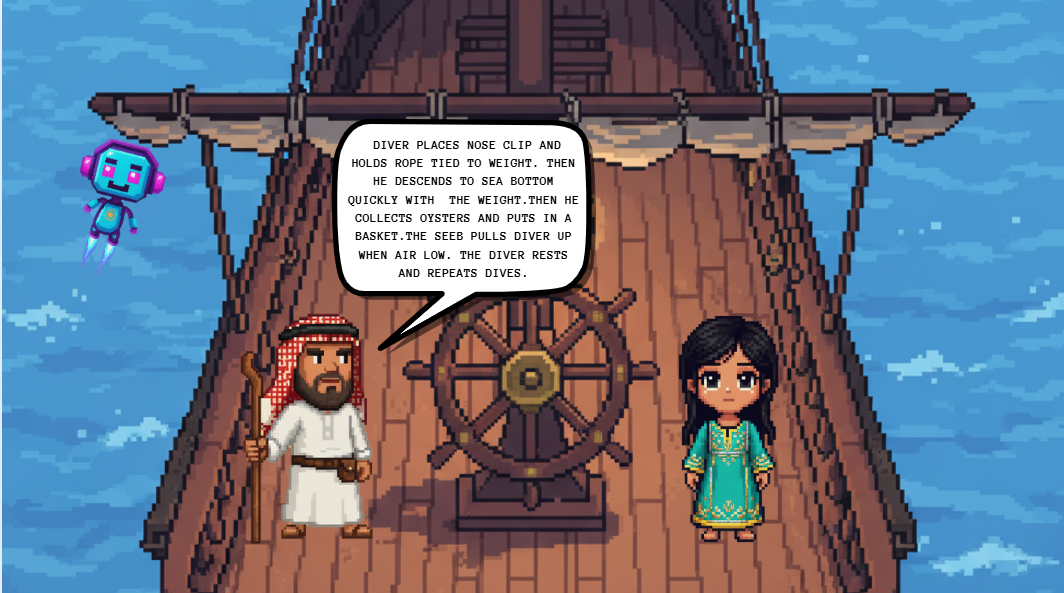 DIVER PLACES NOSE CLIP AND
HOLDS ROPE TIED TO WEIGHT. THEN
HE DESCENDS TO SEA BOTTOM
QUICKLY WITH  THE WEIGHT.THEN HE
COLLECTS OYSTERS AND PUTS IN A
BASKET.THE SEEB PULLS DIVER UP
WHEN AIR LOW. THE DIVER RESTS
AND REPEATS DIVES.